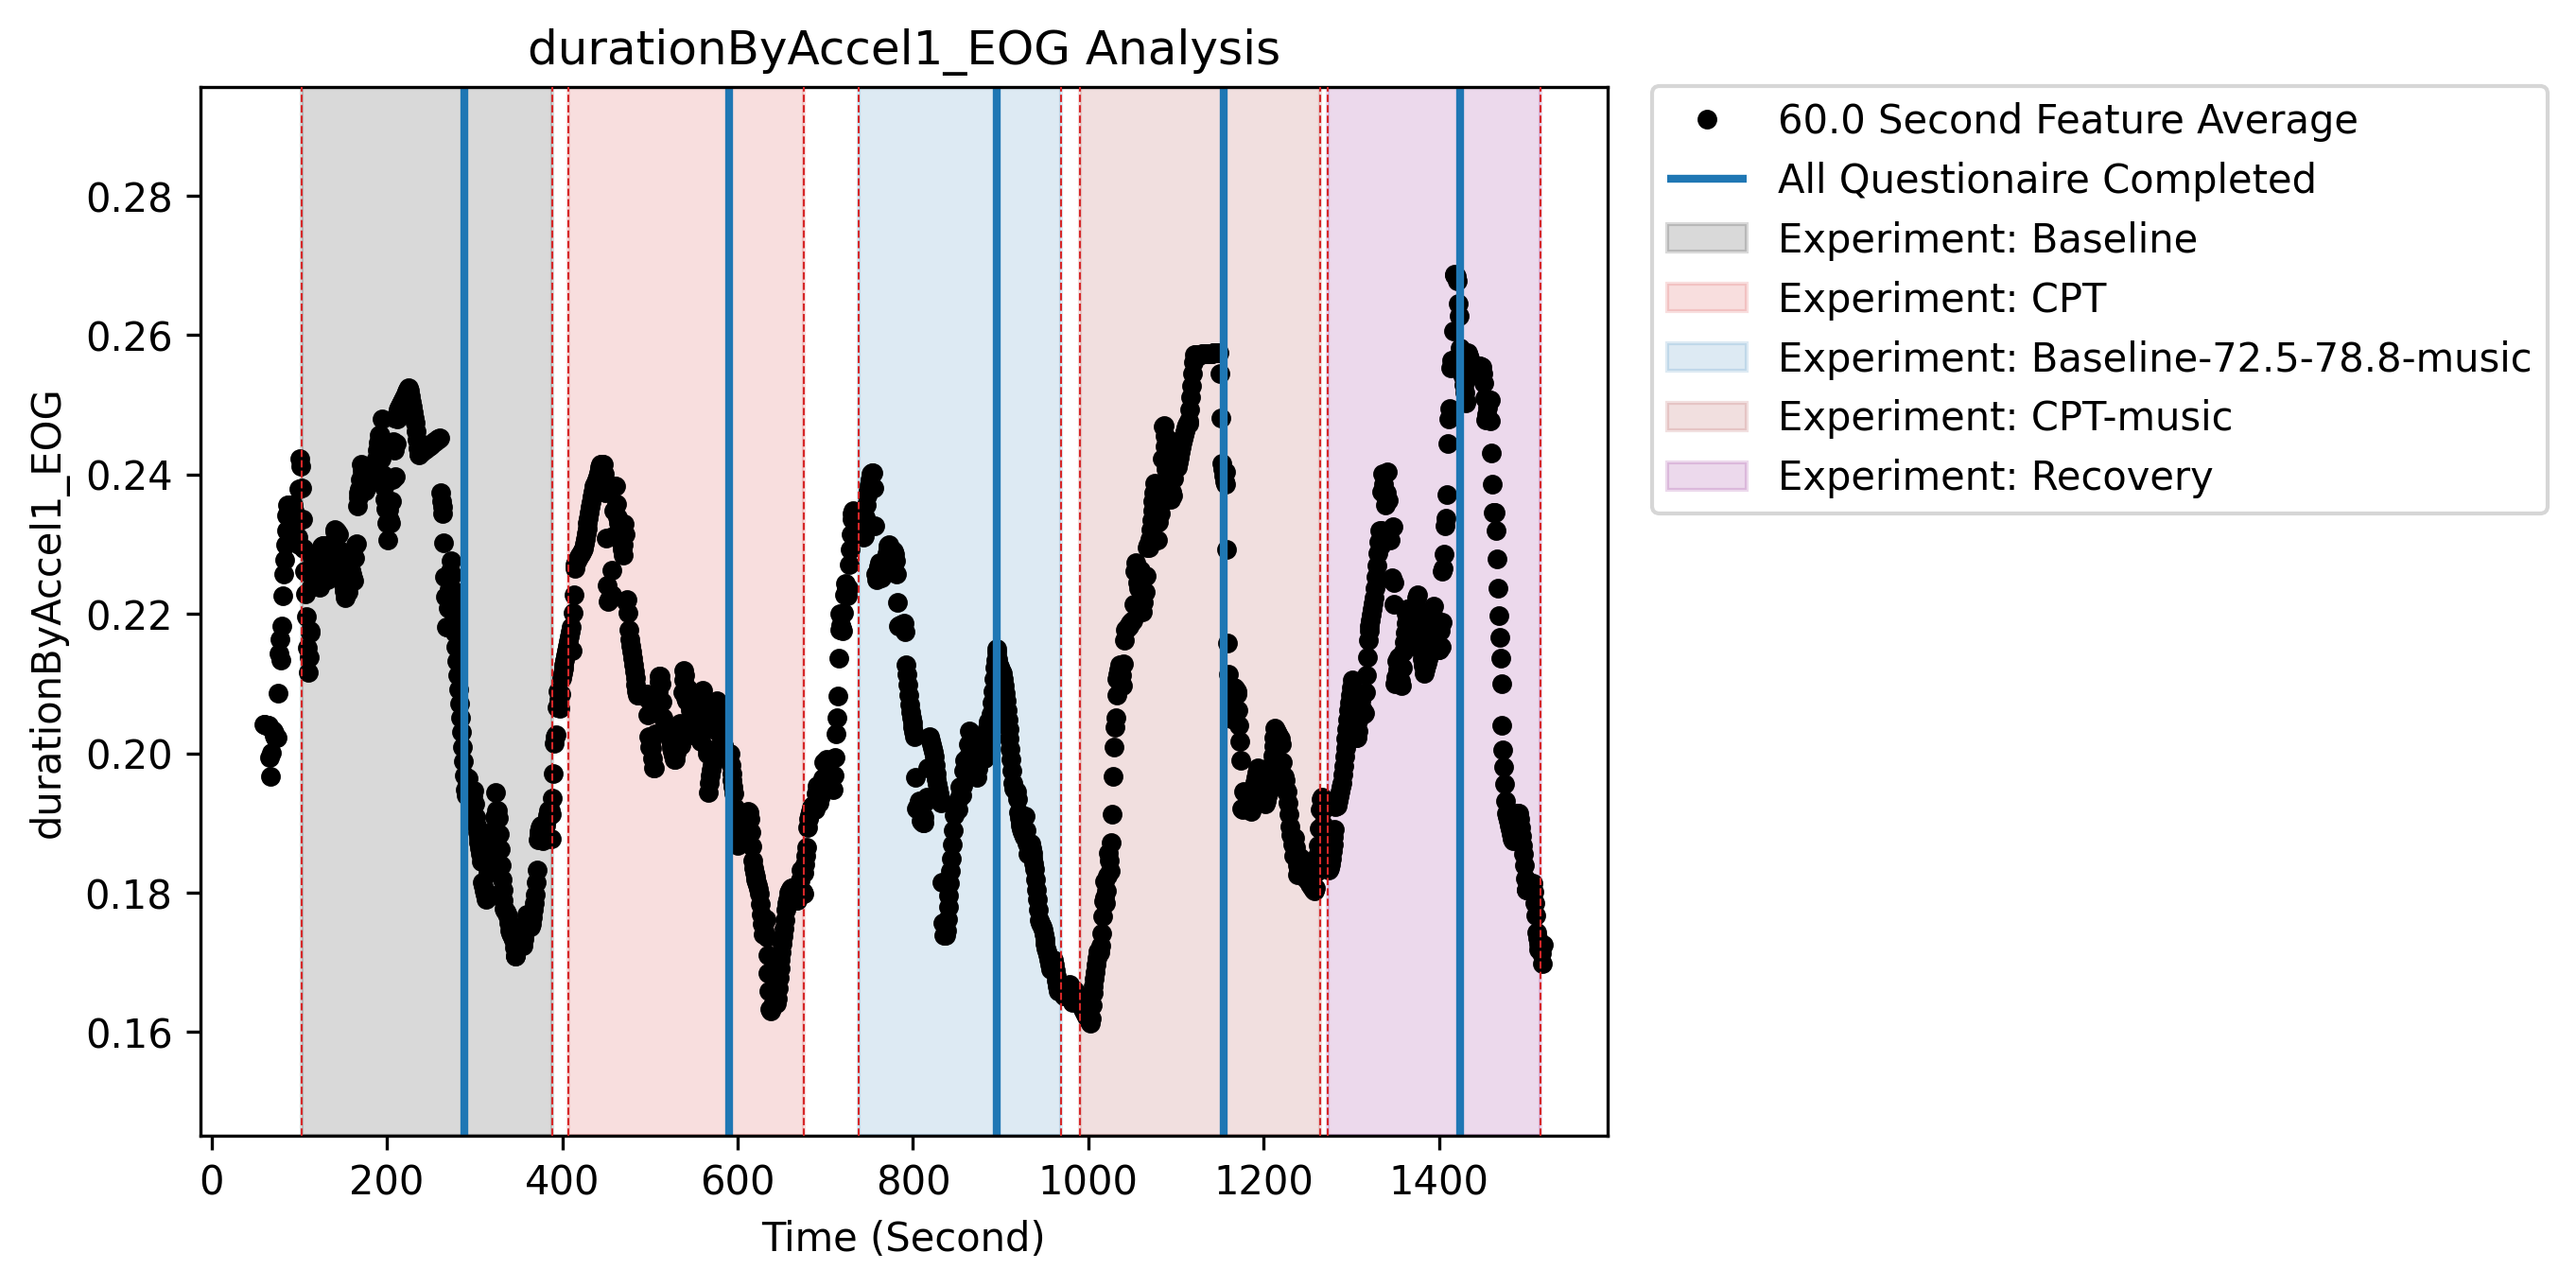 durationByAccel1_EOG Analysis
durationByAccel1_EOG
0.28
0.26
0.24
0.22
0.20
0.18
0.16
0 200 400 600 800 1000 1200 1400
Time (Second)
60.0 Second Feature Average
All Questionaire Completed
Experiment: Baseline
Experiment: CPT
Experiment: Baseline-72.5-78.8-music
Experiment: CPT-music
Experiment: Recovery